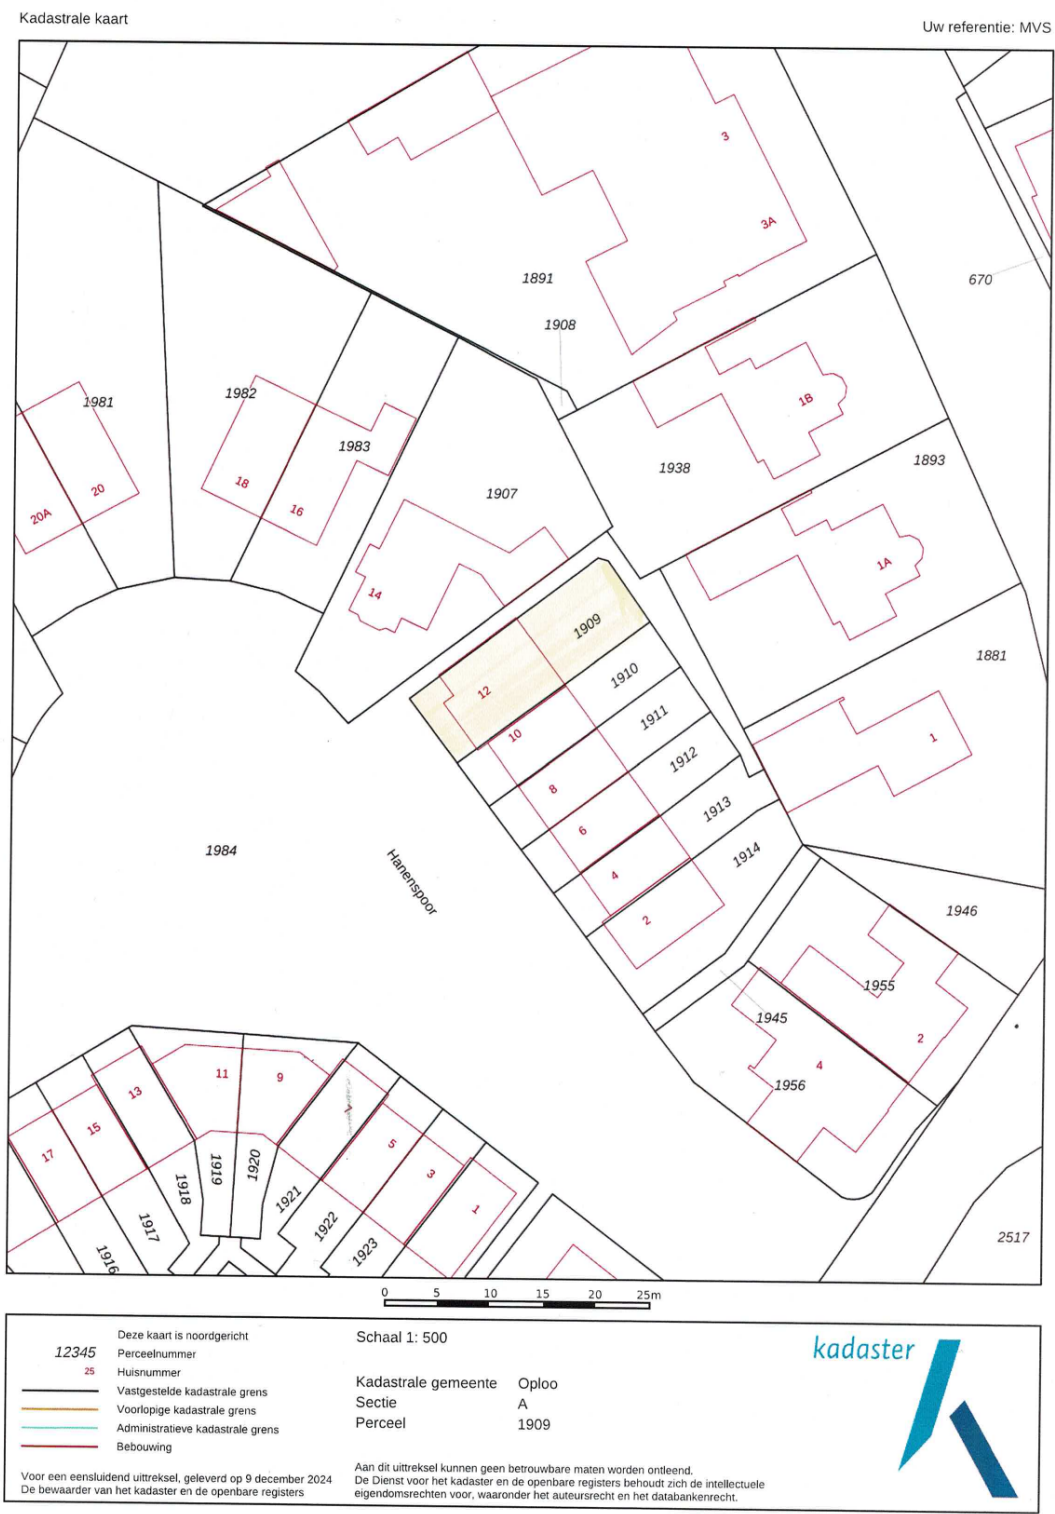 Kadastrale kaart
Uw referentie: MVS
3
3A
1891
670
1908
1B
1981
1982
1983
1938
1893
1907
20
20A
18
16
14
1A
1909
12
1910
1881
10
1911
1
8
1912
6
1913
1984
Hanenspoor
4
1914
2
1946
1955
1945
2
4
1956
11
9
13
7
15
5
17
3
1919
1920
1918
1921
1
1917
1922
1916
1923
2517
0 5 10 15 20 25m
Deze kaart is noordgericht
12345 Perceelnummer
25 Huisnummer
Vastgestelde kadastrale grens
Voorlopige kadastrale grens
Administratieve kadastrale grens
Bebouwing
Voor een eensluidend uittreksel, geleverd op 9 december 2024
De bewaarder van het kadaster en de openbare registers
Schaal 1: 500
Kadastrale gemeente Oploo
Sectie A
Perceel 1909
Aan dit uittreksel kunnen geen betrouwbare maten worden ontleend.
De Dienst voor het kadaster en de openbare registers behoudt zich de intellectuele
eigendomsrechten voor, waaronder het auteursrecht en het databankenrecht.
kadaster